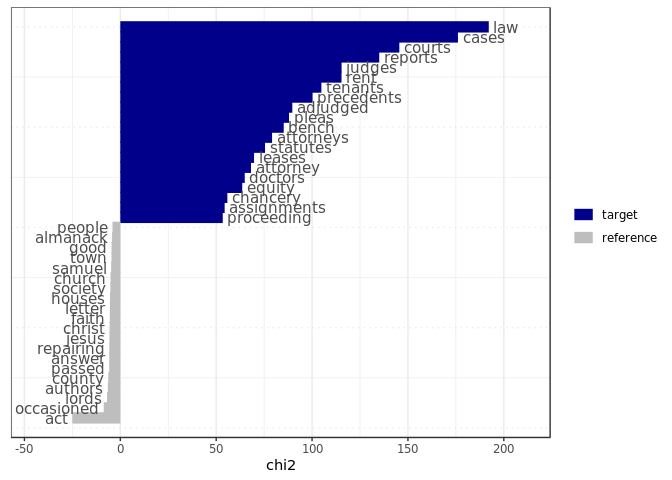 law
cases
courts
reports
judges
rent
tenants
precedents
adjudged
pleas
bench
attorneys
statutes
leases
attorney
doctors
equity
chancery
assignments
proceeding
people
almanack
good
town
samuel
church
society
houses
letter
faith
christ
jesus
repairing
answer
passed
county
authors
lords
occasioned
act
-50 0 50 100 150 200
chi2
target
reference